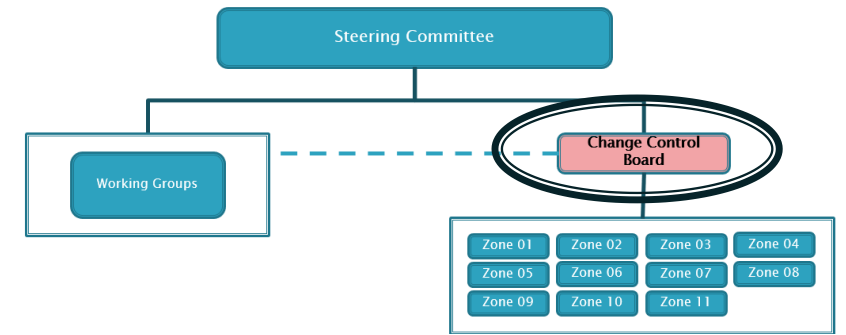 Steering Committee
Change Control
Board
Working Groups
Zone 01 Zone 02 Zone 03 Zone 04
Zone 05 Zone 06 Zone 07 Zone 08
Zone 09 Zone 10 Zone 11